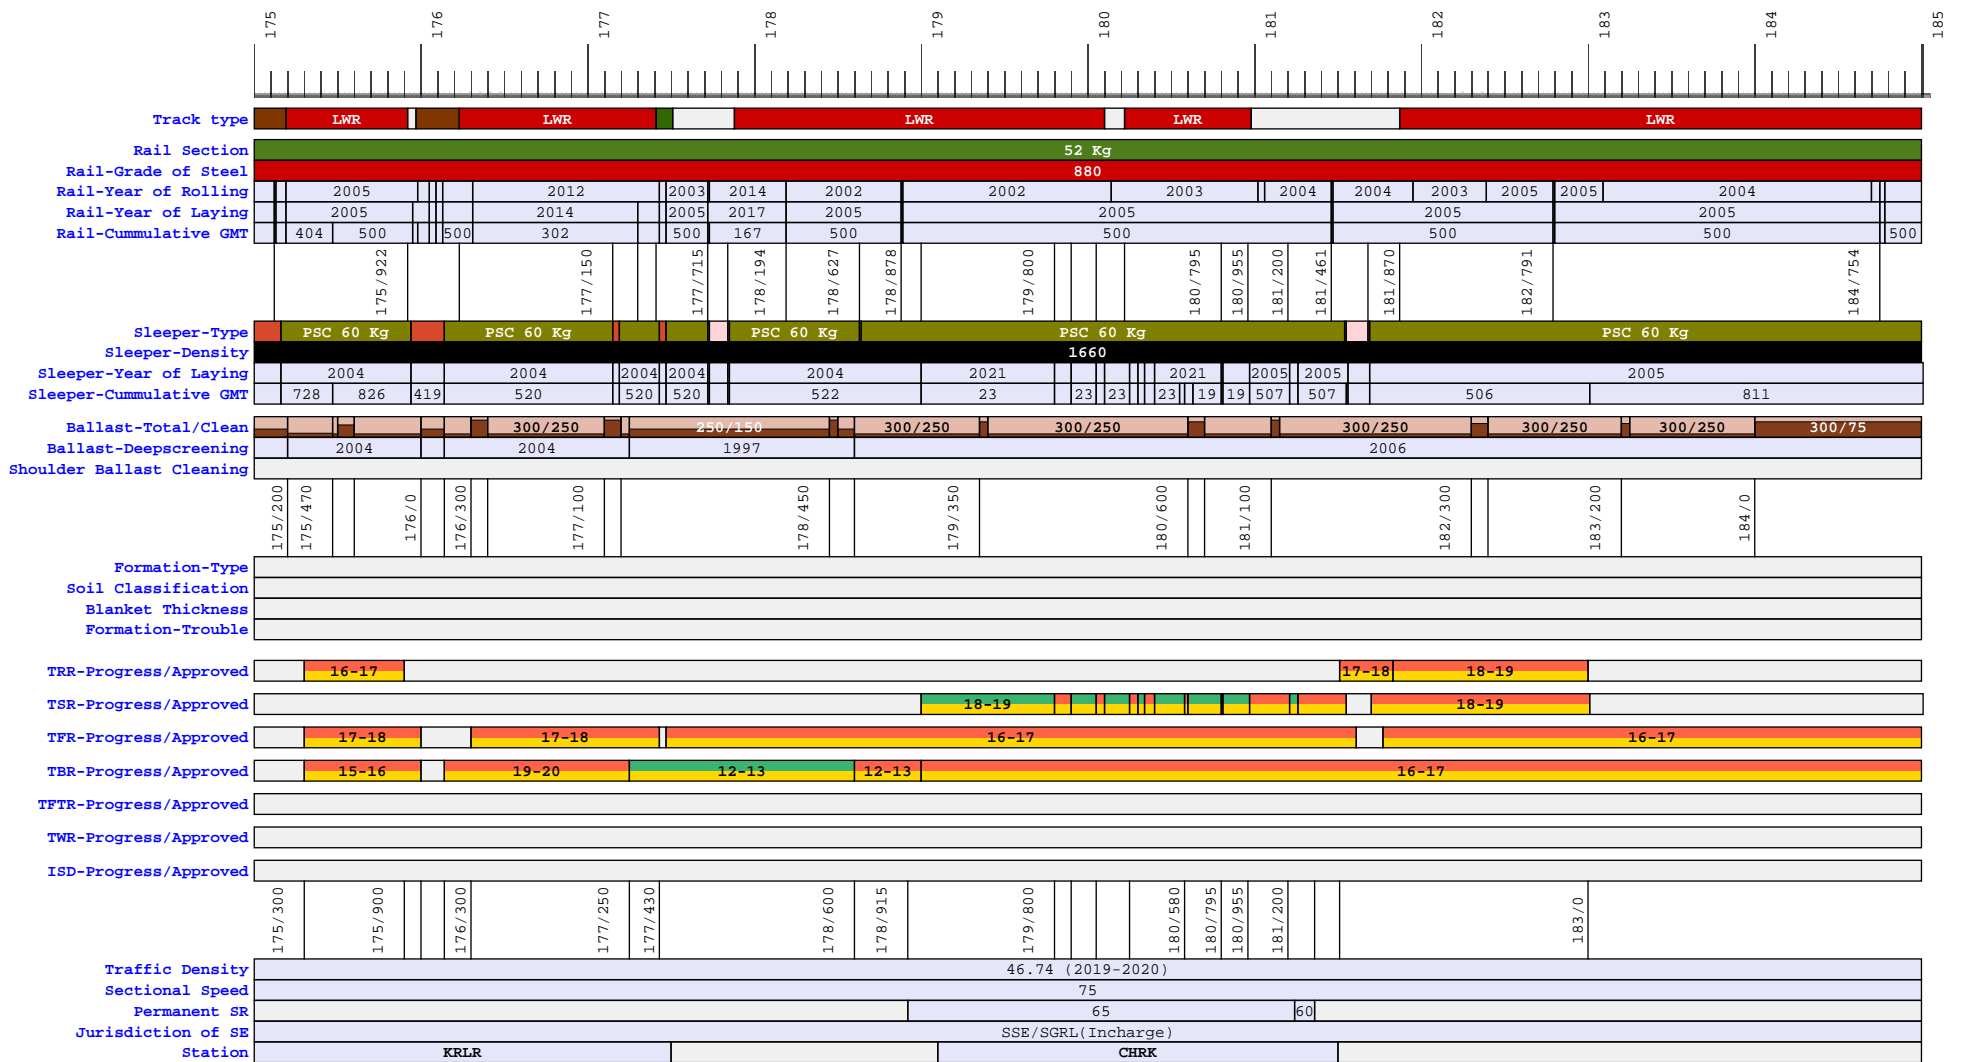 175 176 177 178 179 180 181 182 183 184 185
Track type LWR LWR LWR LWR LWR
Rail Section 52 Kg
Rail-Grade of Steel 880
Rail-Year of Rolling 2005 2012 2003 2014 2002 2002 2003 2004 2004 2003 2005 2005 2004
Rail-Year of Laying 2005 2014 2005 2017 2005 2005 2005 2005
Rail-Cummulative GMT 404 500 500 302 500 167 500 500 500 500 500
175/922 177/150 177/715 178/194 178/627 178/878 179/800 180/795 180/955 181/200 181/461 181/870 182/791 184/754
Sleeper-Type PSC 60 Kg PSC 60 Kg PSC 60 Kg PSC 60 Kg PSC 60 Kg
Sleeper-Density 1660
Sleeper-Year of Laying 2004 2004 2004 2004 2004 2021 2021 2005 2005 2005
Sleeper-Cummulative GMT 728 826 419 520 520 520 522 23 23 23 23 19 19 507 507 506 811
Ballast-Total/Clean 300/250 250/150 300/250 300/250 300/250 300/250 300/250 300/75
Ballast-Deepscreening 2004 2004 1997 2006
Shoulder Ballast Cleaning
175/200 175/470 176/0 176/300 177/100 178/450 179/350 180/600 181/100 182/300 183/200 184/0
Formation-Type
Soil Classification
Blanket Thickness
Formation-Trouble
TRR-Progress/Approved 16-17 17-18 18-19
TSR-Progress/Approved 18-19 18-19
TFR-Progress/Approved 17-18 17-18 16-17 16-17
TBR-Progress/Approved 15-16 19-20 12-13 12-13 16-17
TFTR-Progress/Approved
TWR-Progress/Approved
ISD-Progress/Approved
175/300 175/900 176/300 177/250 177/430 178/600 178/915 179/800 180/580 180/795 180/955 181/200 183/0
Traffic Density 46.74 (2019-2020)
Sectional Speed 75
Permanent SR 65 60
Jurisdiction of SE SSE/SGRL(Incharge)
Station KRLR CHRK